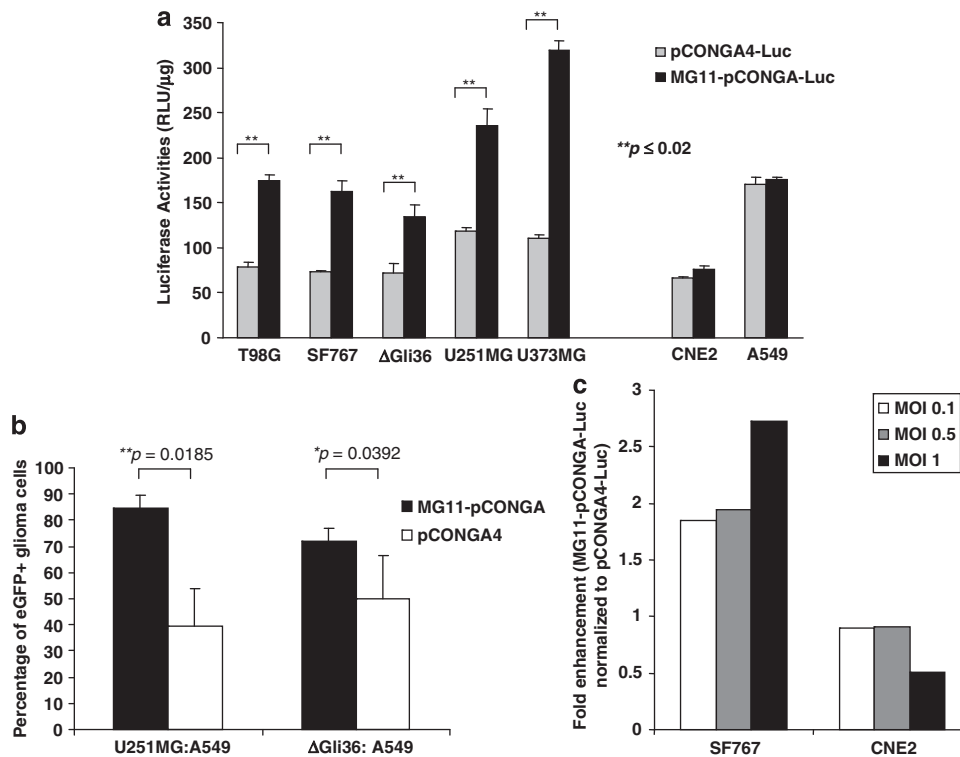 a
Luciferase Activities (RLU/μg)
350
300
250
200
150
100
50
0
**
**
**
**
**
pCONGA4-Luc
MG11-pCONGA-Luc
**p ≤ 0.02
T98G SF767 ΔGli36 U251MG U373MG CNE2 A549
b
Percentage of eGFP+ glioma cells
100
90
80
70
60
50
40
30
20
10
0
**p = 0.0185
*p = 0.0392
MG11-pCONGA
pCONGA4
U251MG:A549 ΔGli36: A549
c
Fold enhancement (MG11-pCONGA-Luc
normalized to pCONGA4-Luc)
3
2.5
2
1.5
1
0.5
0
MOI 0.1
MOI 0.5
MOI 1
SF767 CNE2